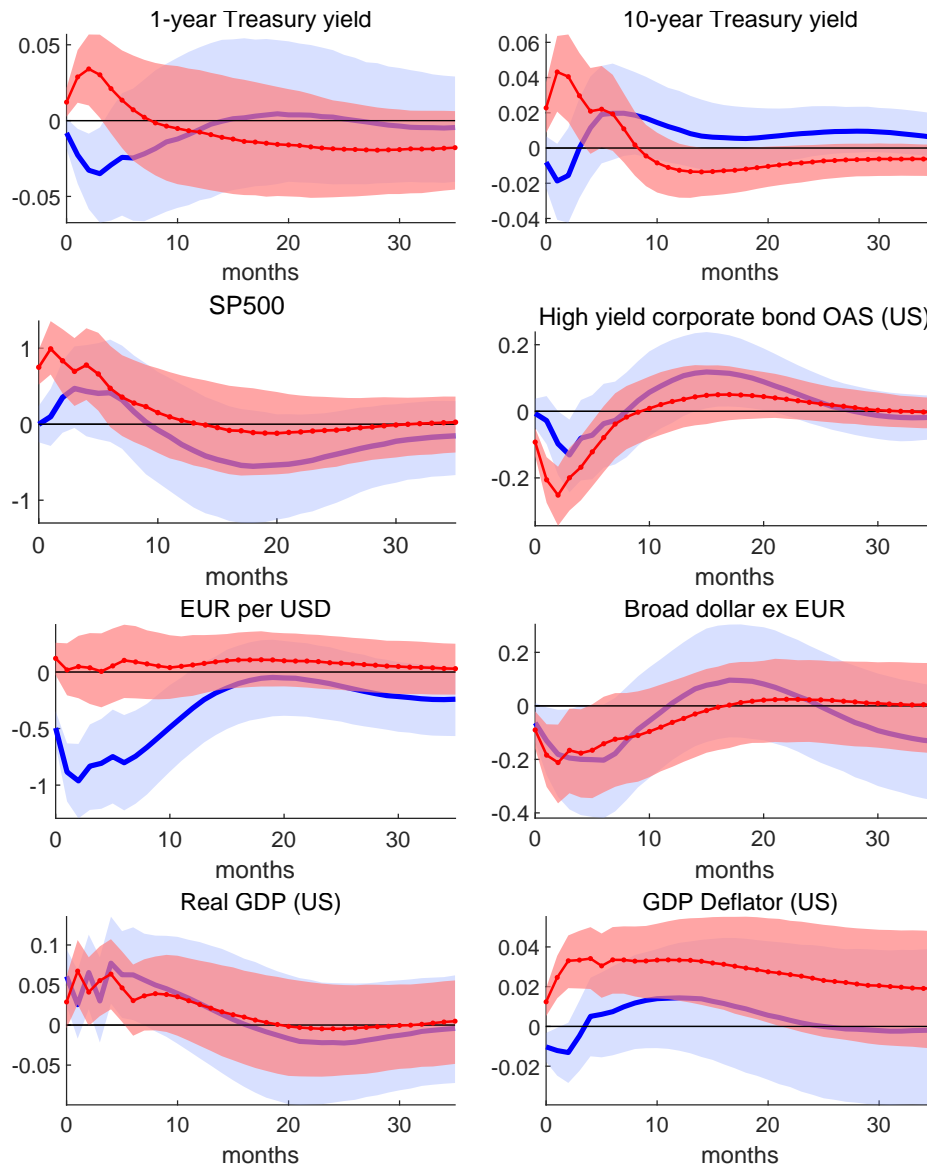 1-year Treasury yield
0.05
0
-0.05
0 10 20 30
months
10-year Treasury yield
0.06
0.04
0.02
0
-0.02
-0.04
0 10 20 30
months
SP500
1
0
-1
0 10 20 30
months
High yield corporate bond OAS (US)
0.2
0
-0.2
0 10 20 30
months
EUR per USD
0
-0.5
-1
0 10 20 30
months
Broad dollar ex EUR
0.2
0
-0.2
-0.4
0 10 20 30
months
Real GDP (US)
0.1
0.05
0
-0.05
0 10 20 30
months
GDP Deflator (US)
0.04
0.02
0
-0.02
0 10 20 30
months